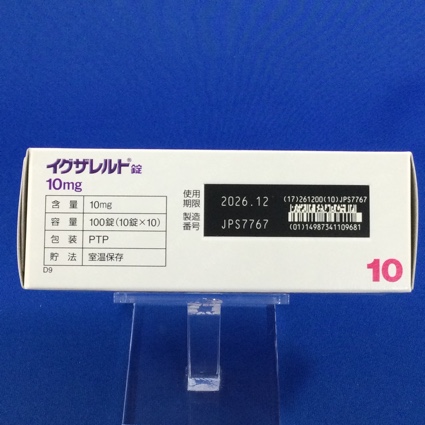 イグザレルト®錠
10mg
含量 10mg
容量 100錠(10錠×10)
包装 PTP
貯法 室温保存
D9
使用期限 2026.12
製造番号 JPS7767
(17)261200(10)JPS7767
(01)14987341109681
10